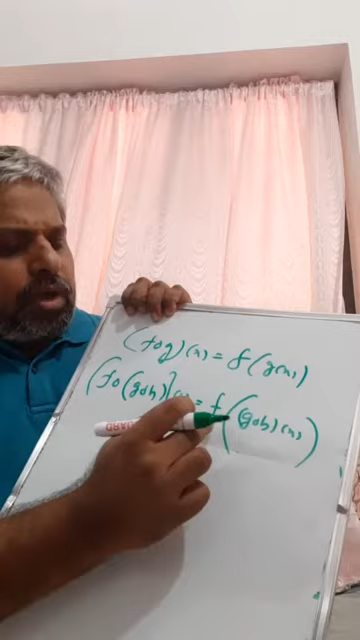 (fog)(x) = f(g(x))
(fo(goh)](x) = f((goh)(x))